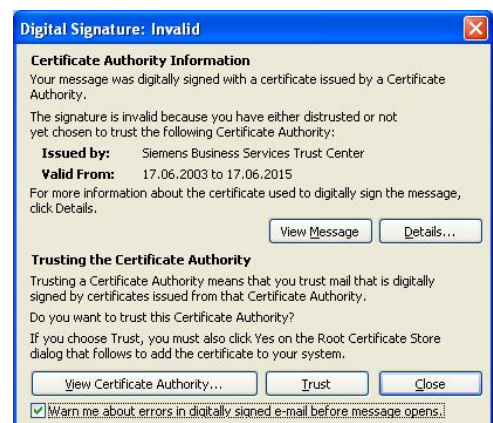 Digital Signature: Invalid
Certificate Authority Information
Your message was digitally signed with a certificate issued by a Certificate
Authority.
The signature is invalid because you have either distrusted or not
yet chosen to trust the following Certificate Authority:
Issued by: Siemens Business Services Trust Center
Valid From: 17.06.2003 to 17.06.2015
For more information about the certificate used to digitally sign the message,
click Details.
View Message Details...
Trusting the Certificate Authority
Trusting a Certificate Authority means that you trust mail that is digitally
signed by certificates issued from that Certificate Authority.
Do you want to trust this Certificate Authority?
If you choose Trust, you must also click Yes on the Root Certificate Store
dialog that follows to add the certificate to your system.
View Certificate Authority... Trust Close
Warn me about errors in digitally signed e-mail before message opens.